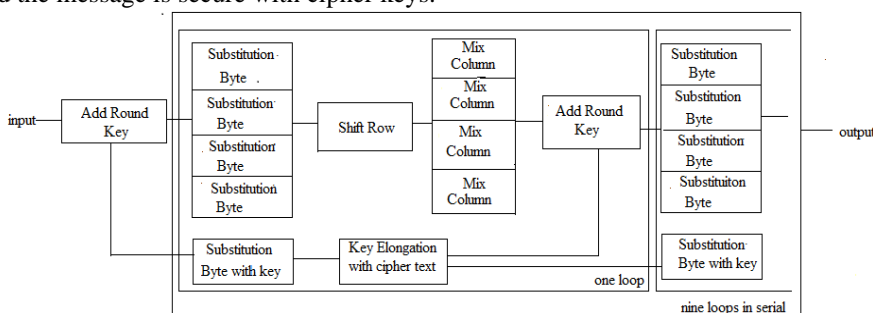 the message is secure with cipher keys.
input
Add Round
Key
Substitution
Byte
Substitution
Byte
Substitution
Byte
Substitution
Byte
Shift Row
Mix
Column
Mix
Column
Mix
Column
Mix
Column
Add Round
Key
Substitution
Byte
Substitution
Byte
Substitution
Byte
Substituiton
Byte
output
Substitution
Byte with key
Key Elongation
with cipher text
Substitution
Byte with key
one loop
nine loops in serial